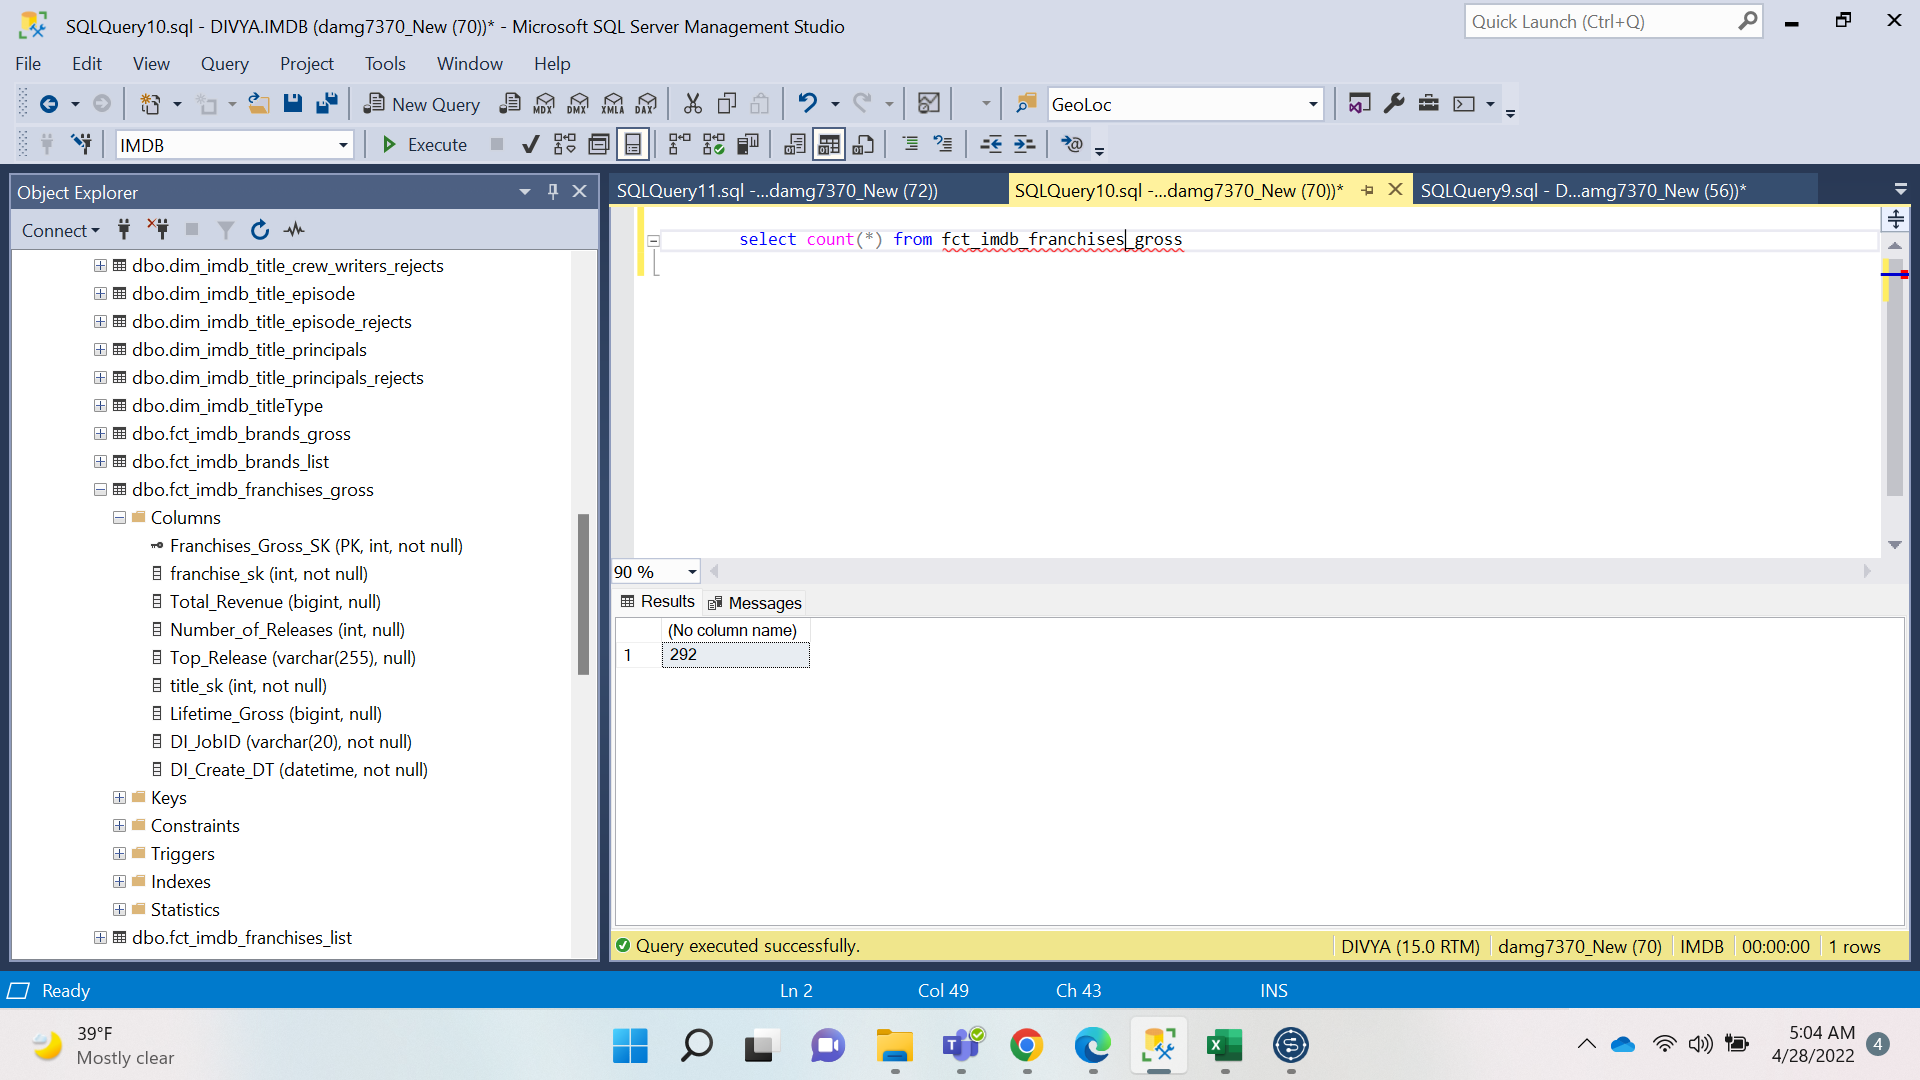 SQLQuery10.sql - DIVYA.IMDB (damg7370_New (70))* - Microsoft SQL Server Management Studio
Quick Launch (Ctrl+Q)
File Edit View Query Project Tools Window Help
New Query
MDX DMX XMLA DAX
GeoLoc
IMDB
Execute
Object Explorer
SQLQuery11.sql -...damg7370_New (72))
SQLQuery10.sql -...damg7370_New (70))*
SQLQuery9.sql - D...amg7370_New (56))*
Connect
select count(*) from fct_imdb_franchises_gross
dbo.dim_imdb_title_crew_writers_rejects
dbo.dim_imdb_title_episode
dbo.dim_imdb_title_episode_rejects
dbo.dim_imdb_title_principals
dbo.dim_imdb_title_principals_rejects
dbo.dim_imdb_titleType
dbo.fct_imdb_brands_gross
dbo.fct_imdb_brands_list
dbo.fct_imdb_franchises_gross
Columns
Franchises_Gross_SK (PK, int, not null)
franchise_sk (int, not null)
Total_Revenue (bigint, null)
Number_of_Releases (int, null)
Top_Release (varchar(255), null)
title_sk (int, not null)
Lifetime_Gross (bigint, null)
DI_JobID (varchar(20), not null)
DI_Create_DT (datetime, not null)
Keys
Constraints
Triggers
Indexes
Statistics
dbo.fct_imdb_franchises_list
90 %
Results Messages
(No column name)
1 292
Query executed successfully.
DIVYA (15.0 RTM) damg7370_New (70) IMDB 00:00:00 1 rows
Ready Ln 2 Col 49 Ch 43 INS
39°F
Mostly clear
5:04 AM
4/28/2022
4